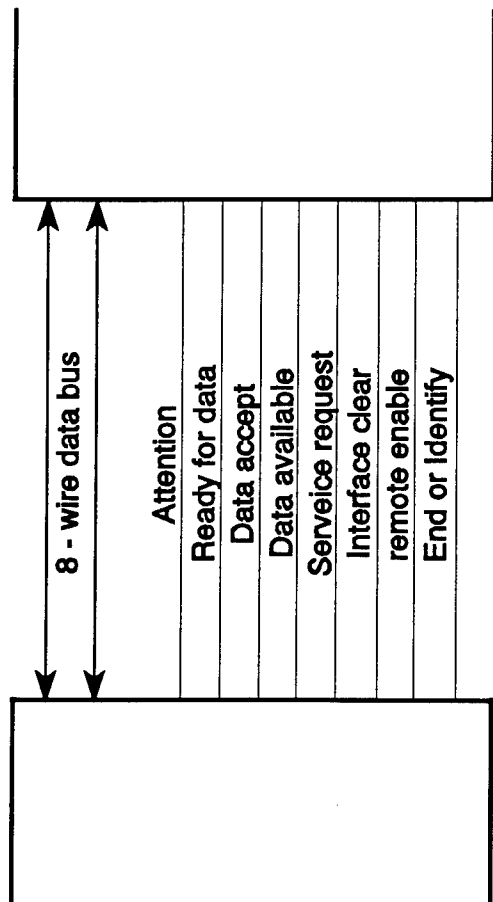 8 - wire data bus
Attention
Ready for data
Data accept
Data available
Serveice request
Interface clear
remote enable
End or Identify